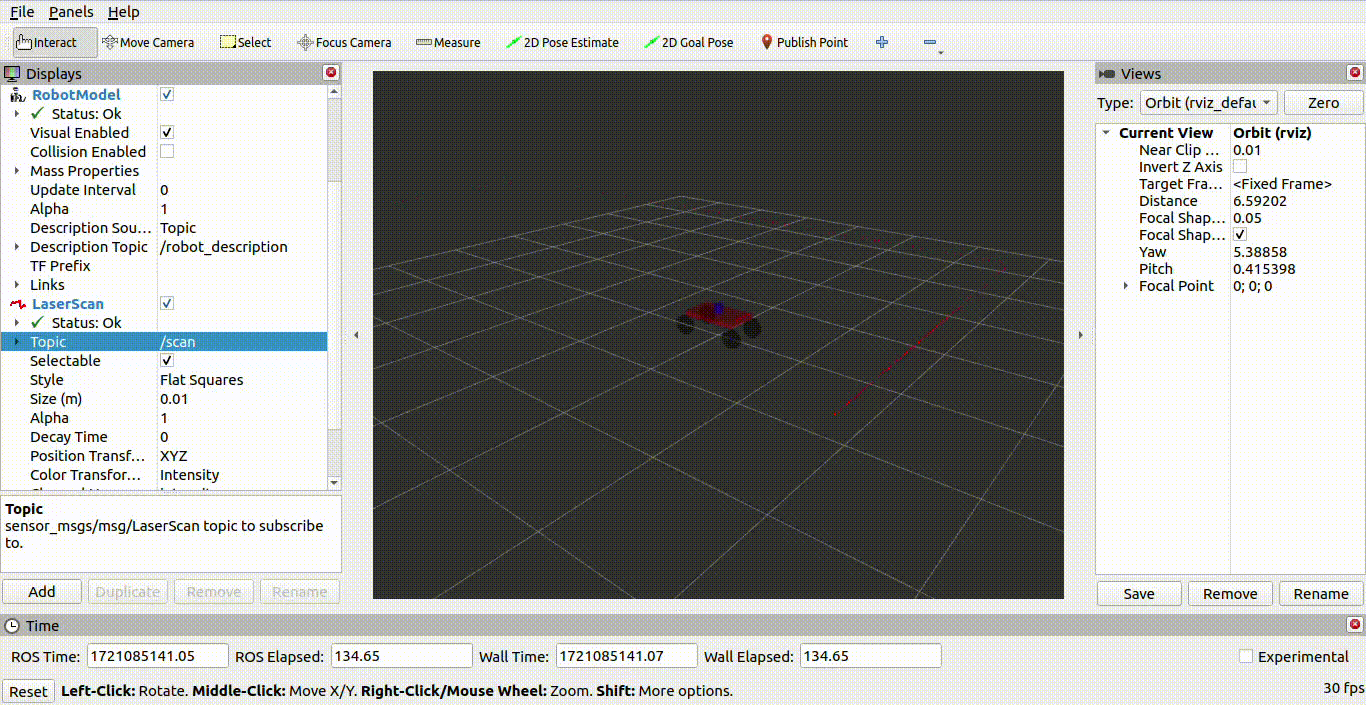 File Panels Help
Interact Move Camera Select Focus Camera Measure 2D Pose Estimate 2D Goal Pose Publish Point
Displays
RobotModel
Status: Ok
Visual Enabled
Collision Enabled
Mass Properties
Update Interval 0
Alpha 1
Description Sou... Topic
Description Topic /robot_description
TF Prefix
Links
LaserScan
Status: Ok
Topic /scan
Selectable
Style Flat Squares
Size (m) 0.01
Alpha 1
Decay Time 0
Position Transf... XYZ
Color Transfor... Intensity
Topic
sensor_msgs/msg/LaserScan topic to subscribe
to.
Add Duplicate Remove Rename
Views
Type: Orbit (rviz_defau Zero
Current View Orbit (rviz)
Near Clip ... 0.01
Invert Z Axis
Target Fra... <Fixed Frame>
Distance 6.59202
Focal Shap... 0.05
Focal Shap...
Yaw 5.38858
Pitch 0.415398
Focal Point 0; 0; 0
Save Remove Rename
Time
ROS Time: 1721085141.05 ROS Elapsed: 134.65 Wall Time: 1721085141.07 Wall Elapsed: 134.65 Experimental
Reset Left-Click: Rotate. Middle-Click: Move X/Y. Right-Click/Mouse Wheel: Zoom. Shift: More options. 30 fps